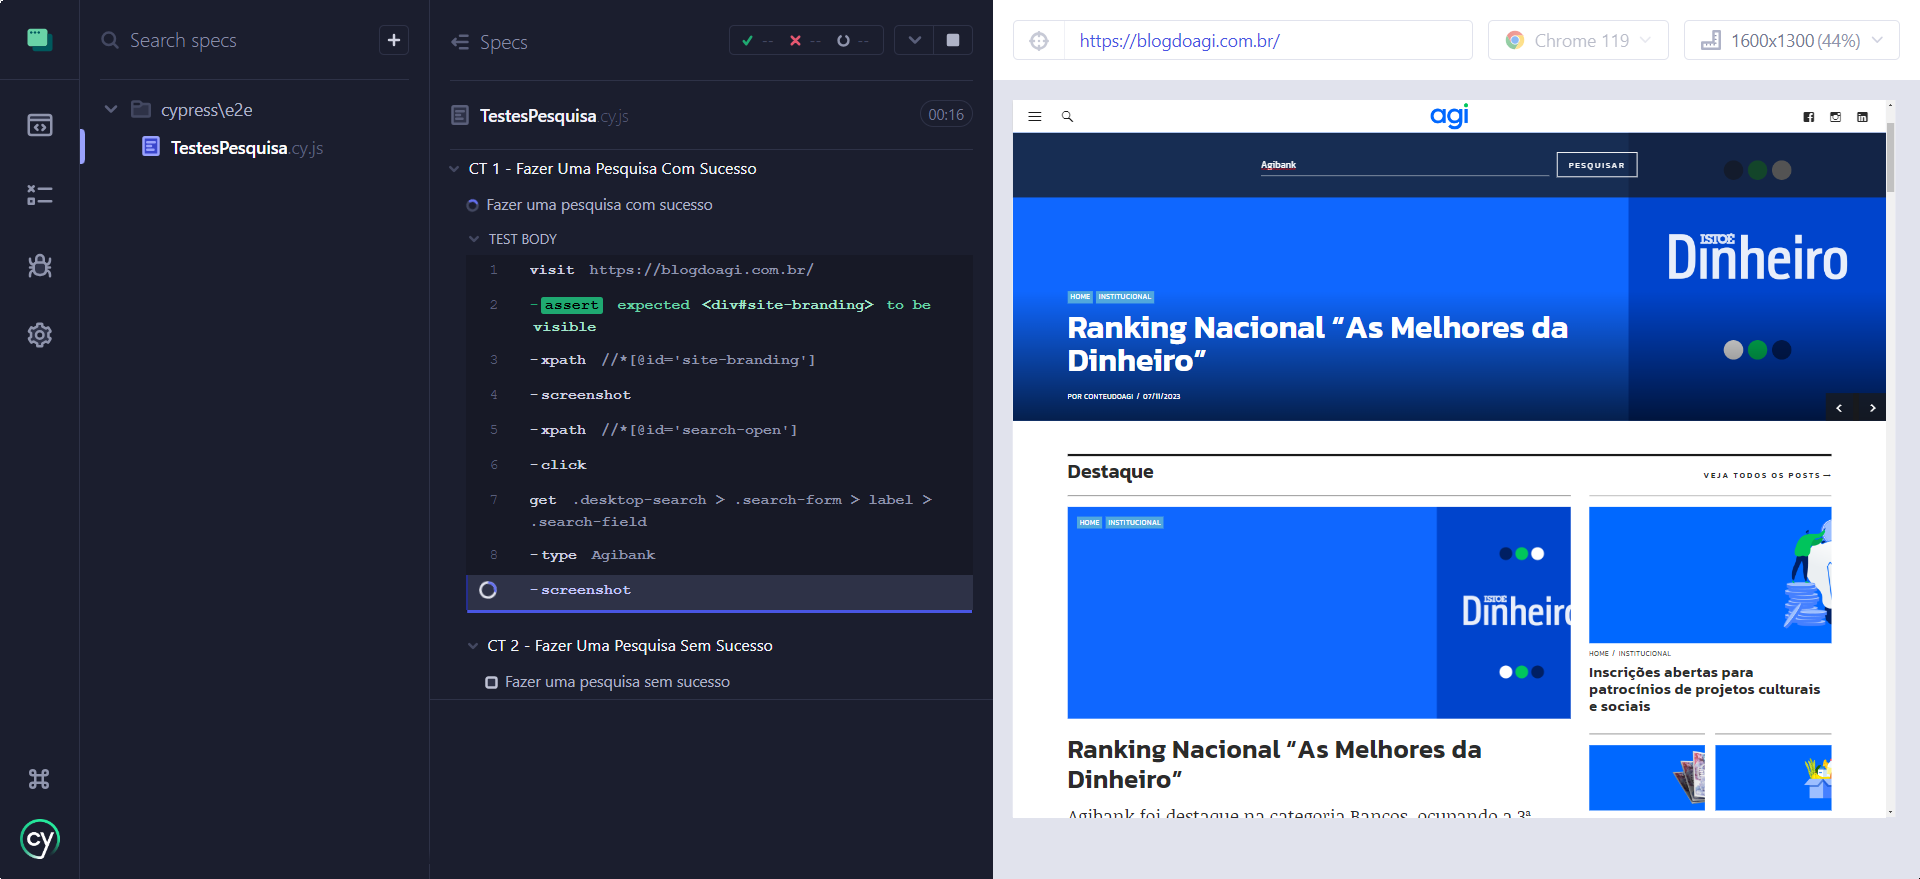 Search specs
+
cypress\e2e
TestesPesquisa.cy.js
cy
Specs
-- -- --
TestesPesquisa.cy.js
00:16
CT 1 - Fazer Uma Pesquisa Com Sucesso
Fazer uma pesquisa com sucesso
TEST BODY
1 visit https://blogdoagi.com.br/
2 -assert expected <div#site-branding> to be
visible
3 -xpath //*[@id='site-branding']
4 -screenshot
5 -xpath //*[@id='search-open']
6 -click
7 get .desktop-search > .search-form > label >
.search-field
8 -type Agibank
-screenshot
CT 2 - Fazer Uma Pesquisa Sem Sucesso
Fazer uma pesquisa sem sucesso
https://blogdoagi.com.br/
Chrome 119
1600x1300 (44%)
agi
Agibank
PESQUISAR
ISTOÉ
Dinheiro
HOME INSTITUCIONAL
Ranking Nacional “As Melhores da
Dinheiro”
POR CONTEUDOAGI / 07/11/2023
Destaque
VEJA TODOS OS POSTS
HOME INSTITUCIONAL
ISTOÉ
Dinheiro
Ranking Nacional “As Melhores da
Dinheiro”
Agibank foi destaque na categoria Bancos, ocupando a 3ª
HOME / INSTITUCIONAL
Inscrições abertas para
patrocínios de projetos culturais
e sociais